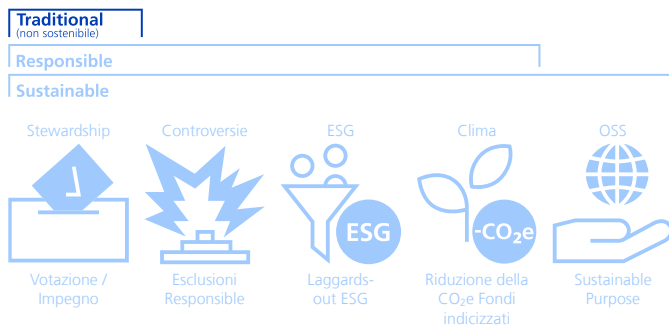 Traditional
(non sostenibile)
Responsible
Sustainable
Stewardship
Controversie
ESG
Clima
OSS
ESG
-CO₂e
Votazione /
Impegno
Esclusioni
Responsible
Laggards-
out ESG
Riduzione della
CO₂e Fondi
indicizzati
Sustainable
Purpose